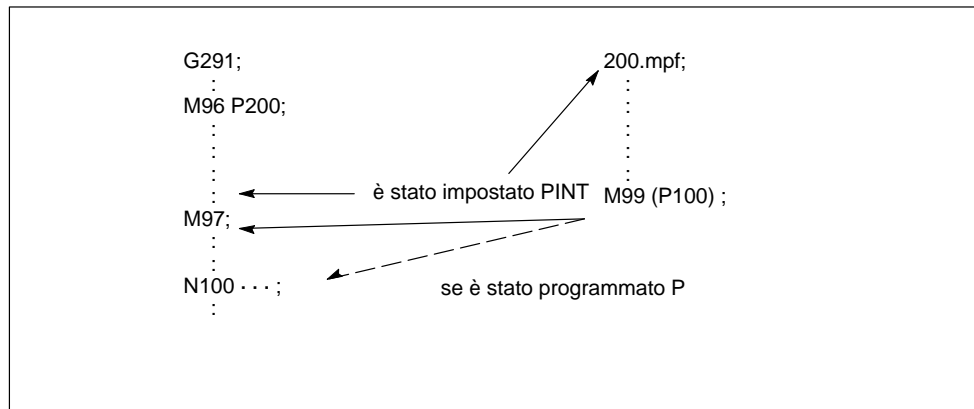 G291;
200.mpf;
M96 P200;
è stato impostato PINT
M99 (P100) ;
M97;
N100 · · · ;
se è stato programmato P